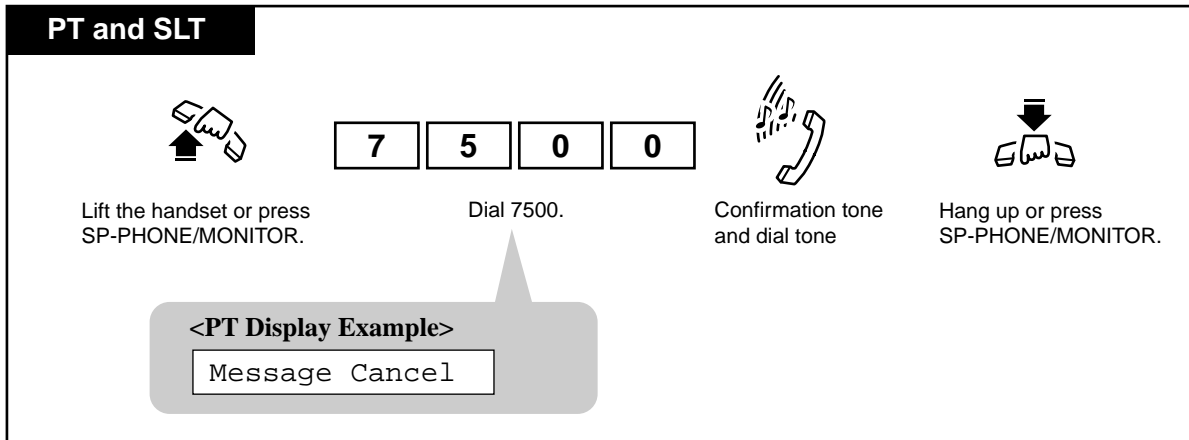 PT and SLT
7 5 0 0
Lift the handset or press
SP-PHONE/MONITOR.
Dial 7500.
Confirmation tone
and dial tone
Hang up or press
SP-PHONE/MONITOR.
<PT Display Example>
Message Cancel